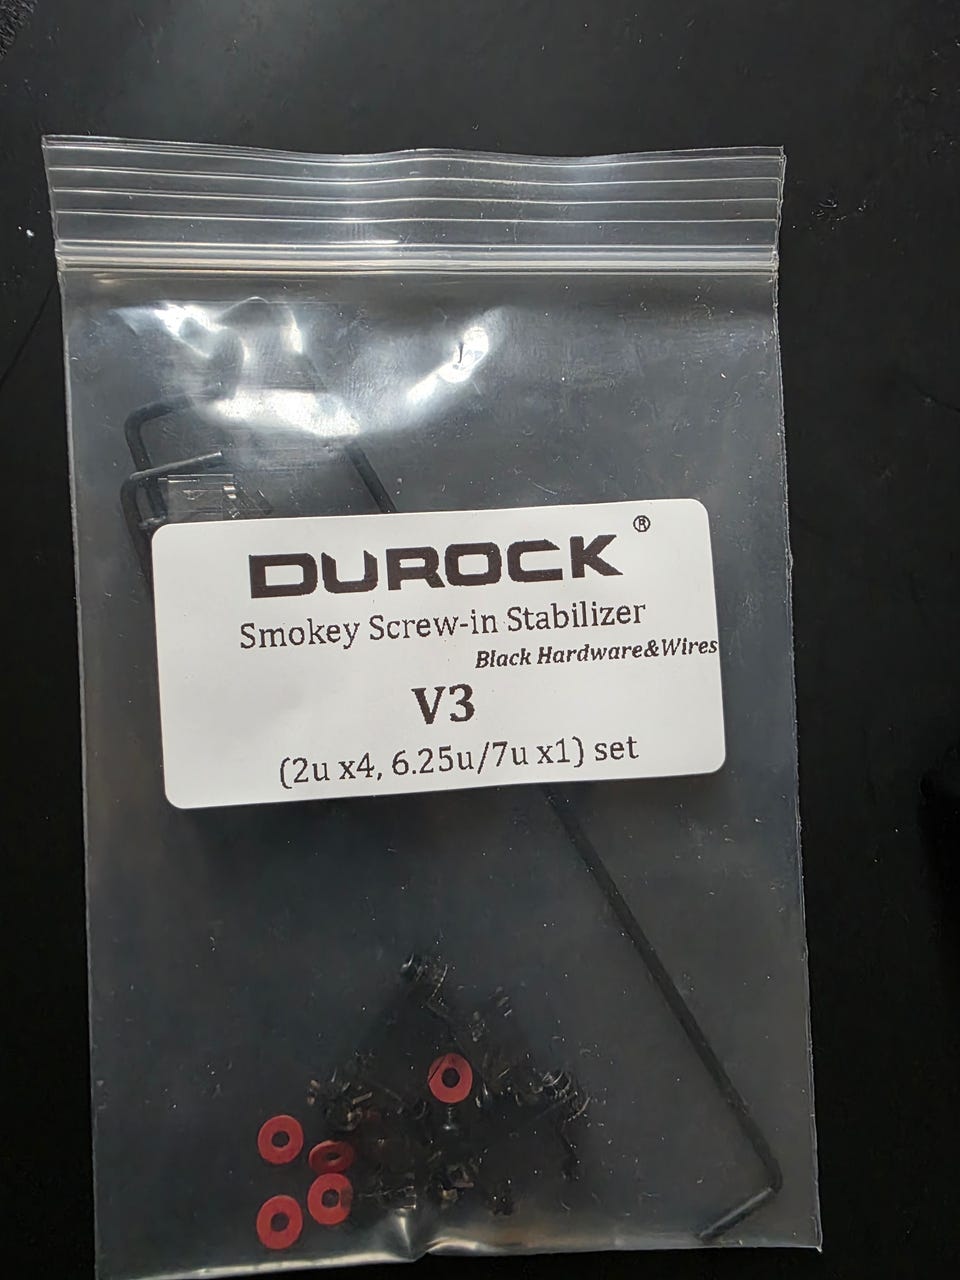 DUROCK®
Smokey Screw-in Stabilizer
Black Hardware&Wires
V3
(2u x4, 6.25u/7u x1) set